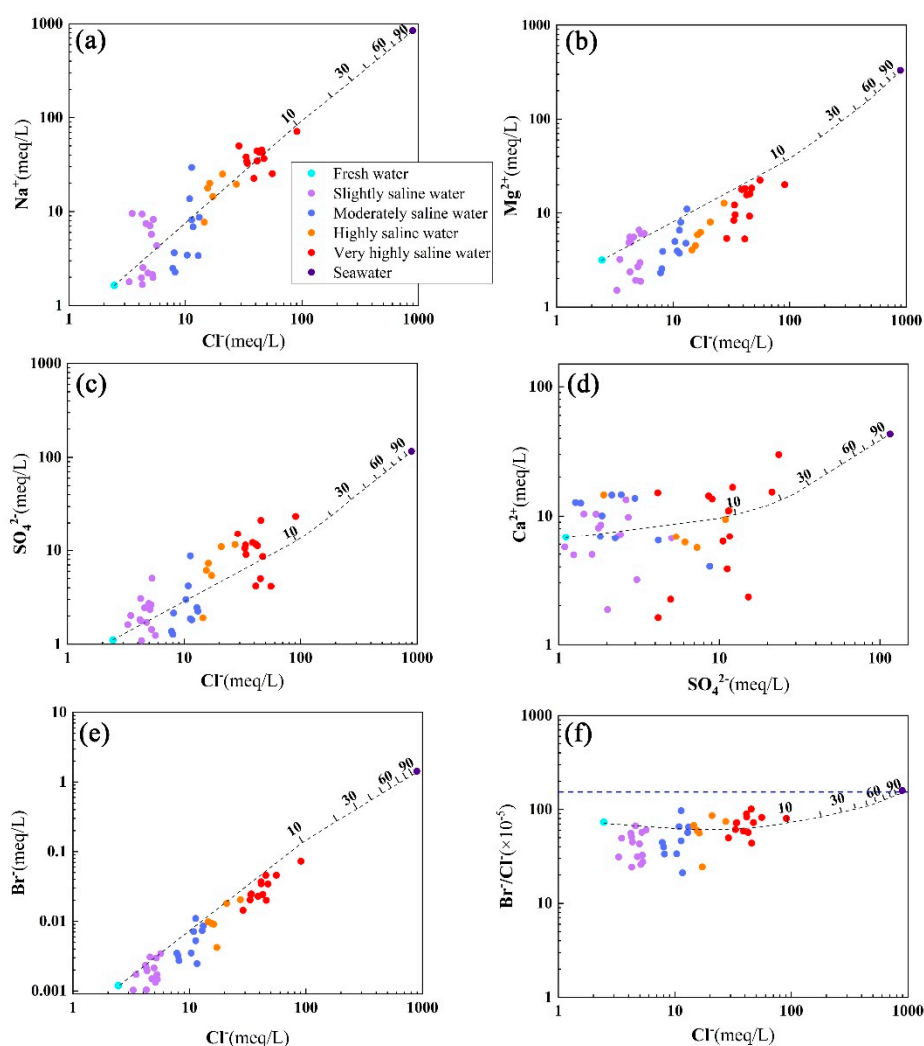 (a)
1000
100
10
1
Na⁺(meq/L)
1
10
100
1000
Cl⁻(meq/L)
10
30
60
90
Fresh water
Slightly saline water
Moderately saline water
Highly saline water
Very highly saline water
Seawater
(b)
1000
100
10
1
Mg²⁺(meq/L)
1
10
100
1000
Cl⁻(meq/L)
10
30
60
90
(c)
1000
100
10
1
SO₄²⁻(meq/L)
1
10
100
1000
Cl⁻(meq/L)
10
30
60
90
(d)
100
10
1
Ca²⁺(meq/L)
1
10
100
SO₄²⁻(meq/L)
10
30
60
90
(e)
10
1
0.1
0.01
0.001
Br⁻(meq/L)
1
10
100
1000
Cl⁻(meq/L)
10
30
60
90
(f)
1000
100
10
1
Br⁻/Cl⁻(×10⁻⁵)
1
10
100
1000
Cl⁻(meq/L)
10
30
60
90